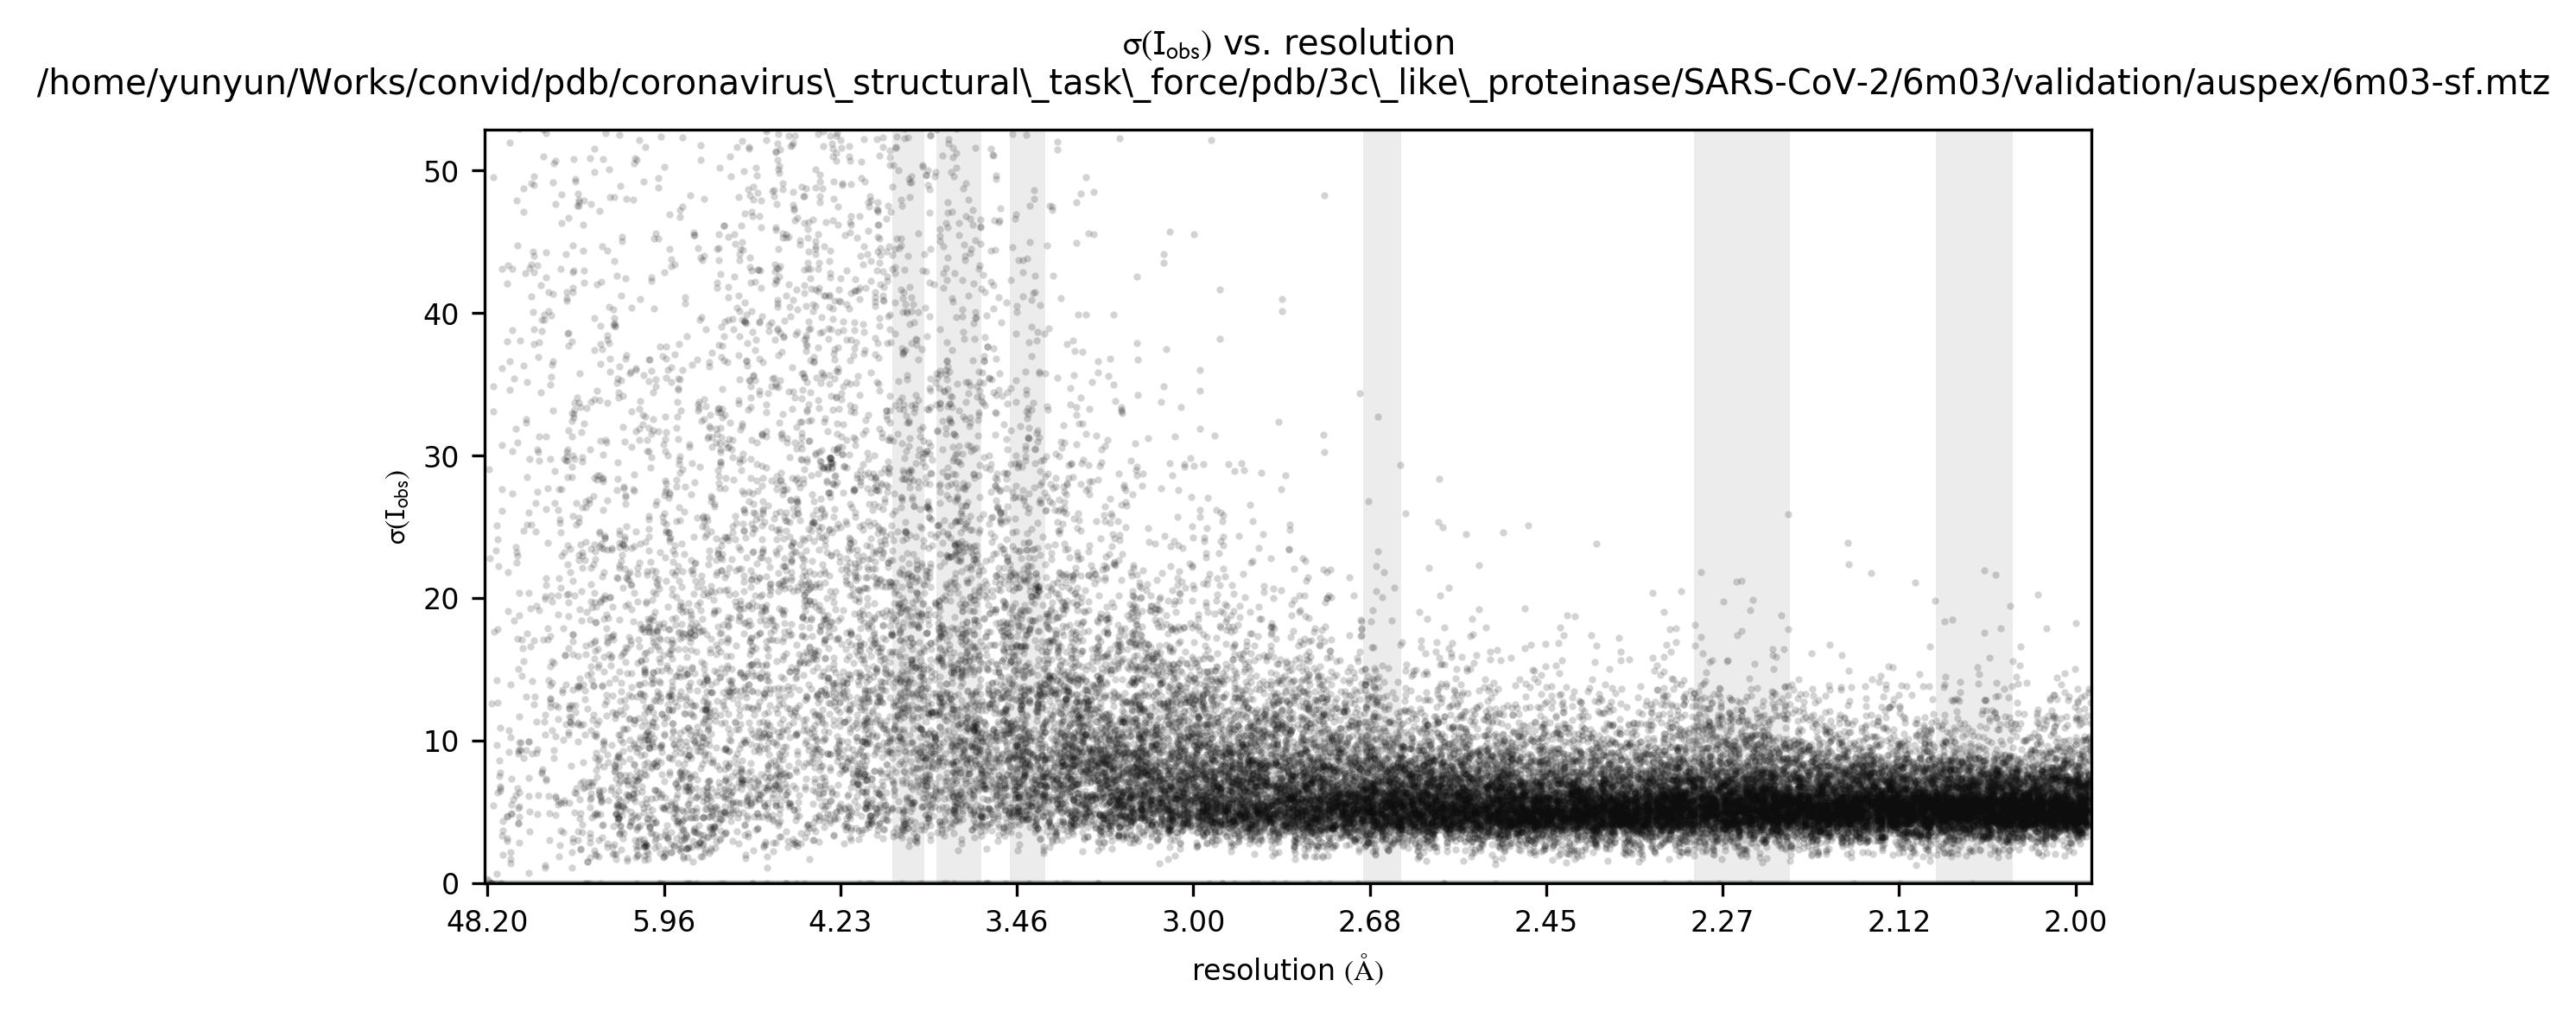 σ(I_obs) vs. resolution
/home/yunyun/Works/convid/pdb/coronavirus\_structural\_task\_force/pdb/3c\_like\_proteinase/SARS-CoV-2/6m03/validation/auspex/6m03-sf.mtz
σ(I_obs)
50
40
30
20
10
0
48.20 5.96 4.23 3.46 3.00 2.68 2.45 2.27 2.12 2.00
resolution (Å)